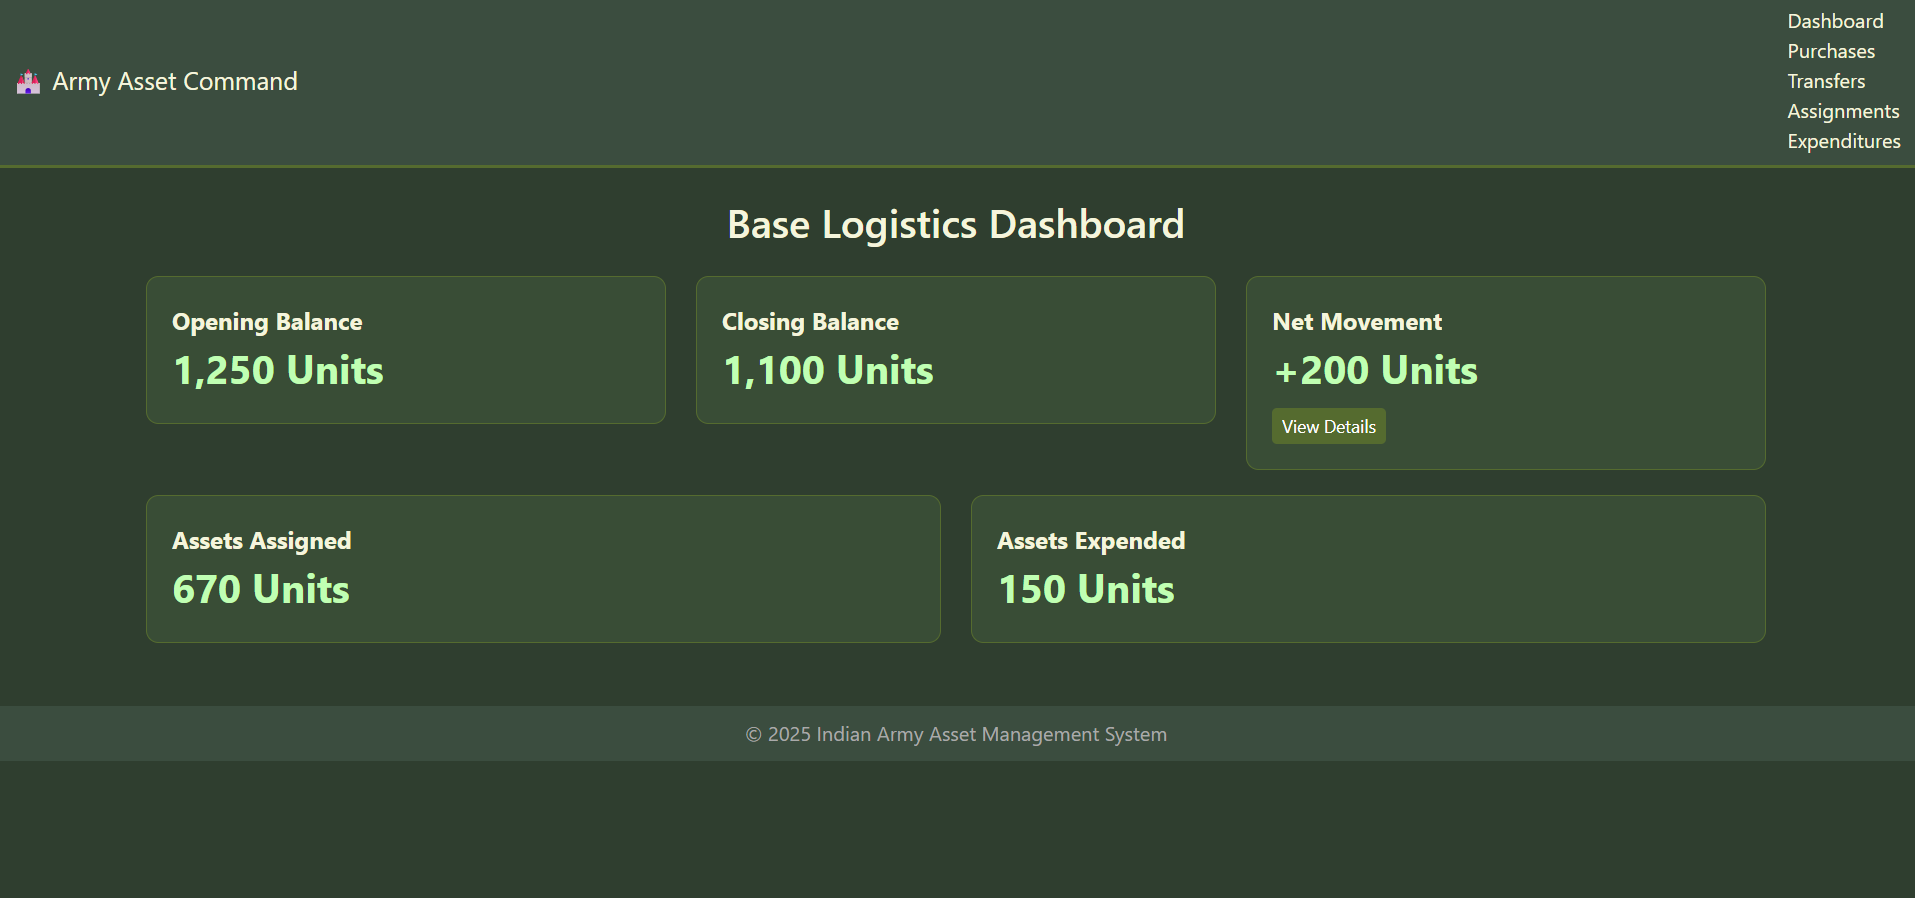 Army Asset Command
Dashboard
Purchases
Transfers
Assignments
Expenditures
Base Logistics Dashboard
Opening Balance
1,250 Units
Closing Balance
1,100 Units
Net Movement
+200 Units
View Details
Assets Assigned
670 Units
Assets Expended
150 Units
© 2025 Indian Army Asset Management System